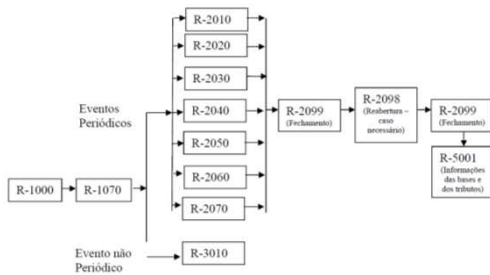 R-2010
R-2020
R-2030
Eventos
Periódicos
R-2040
R-2050
R-2060
R-2070
R-2099
(Fechamento)
R-2098
(Reabertura –
caso
necessário)
R-2099
(Fechamento)
R-5001
(Informações
das bases e
dos tributos)
R-1000
R-1070
Evento não
Periódico
R-3010